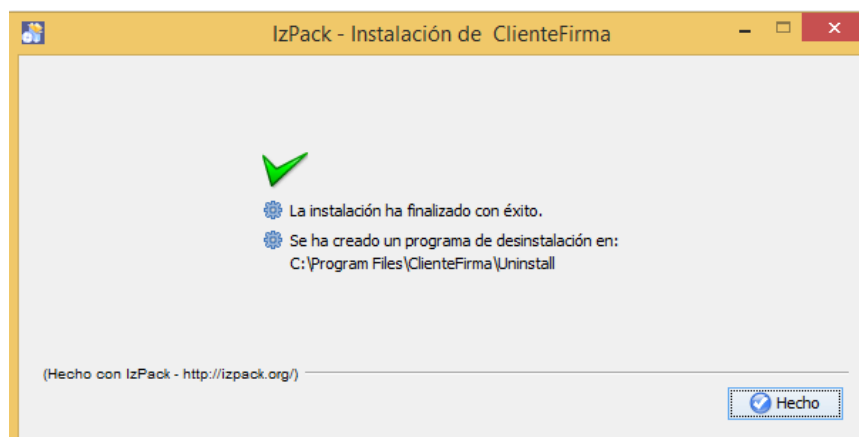 IzPack - Instalación de  ClienteFirma
La instalación ha finalizado con éxito.
Se ha creado un programa de desinstalación en:
C:\Program Files\ClienteFirma\Uninstall
(Hecho con IzPack - http://izpack.org/)
Hecho